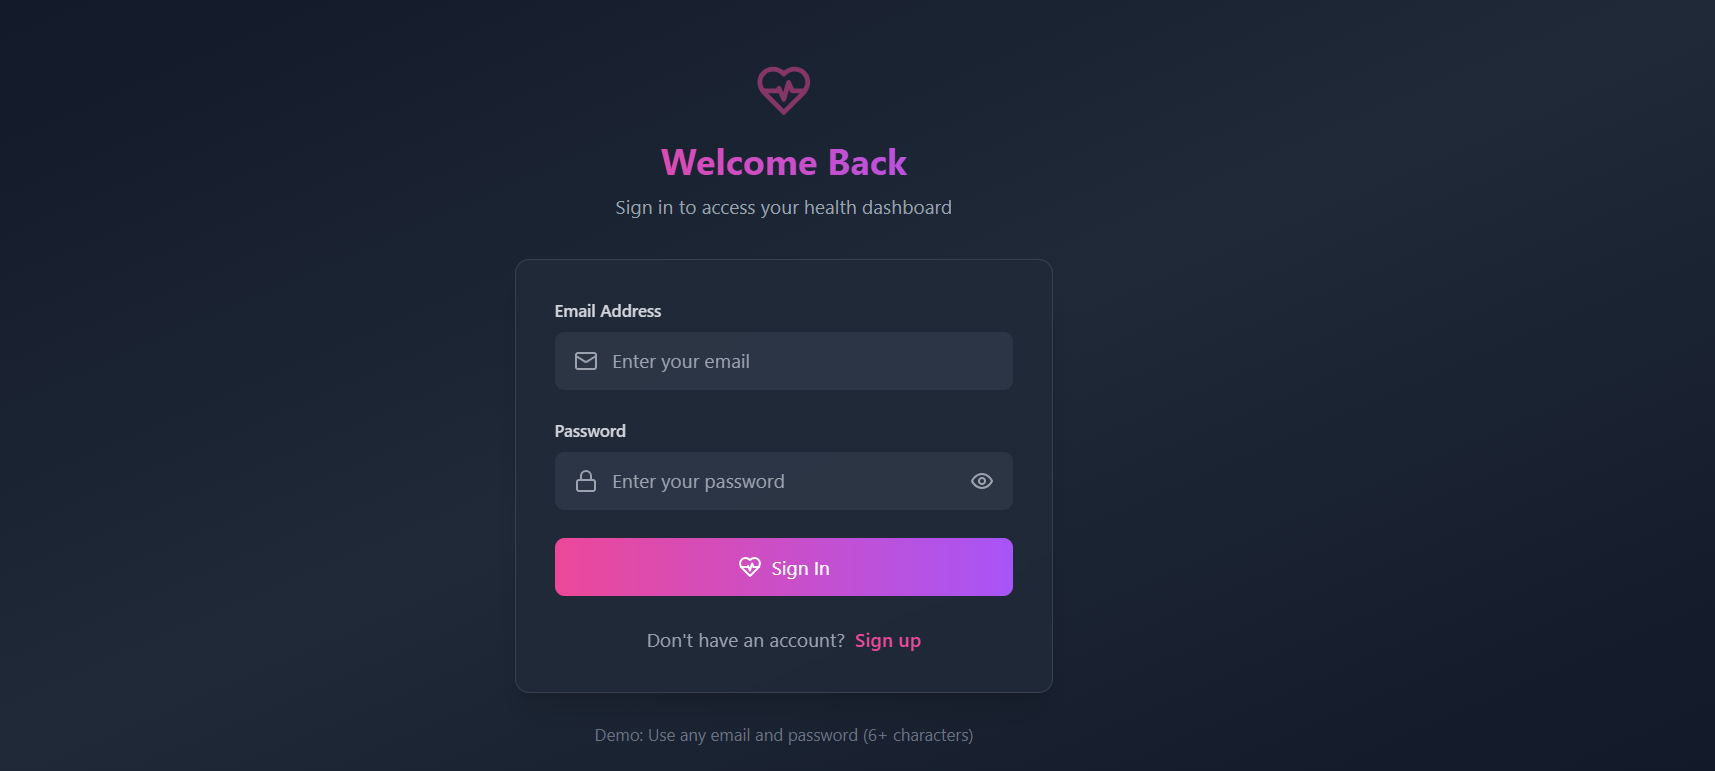 Welcome Back
Sign in to access your health dashboard
Email Address
Enter your email
Password
Enter your password
Sign In
Don't have an account? Sign up
Demo: Use any email and password (6+ characters)